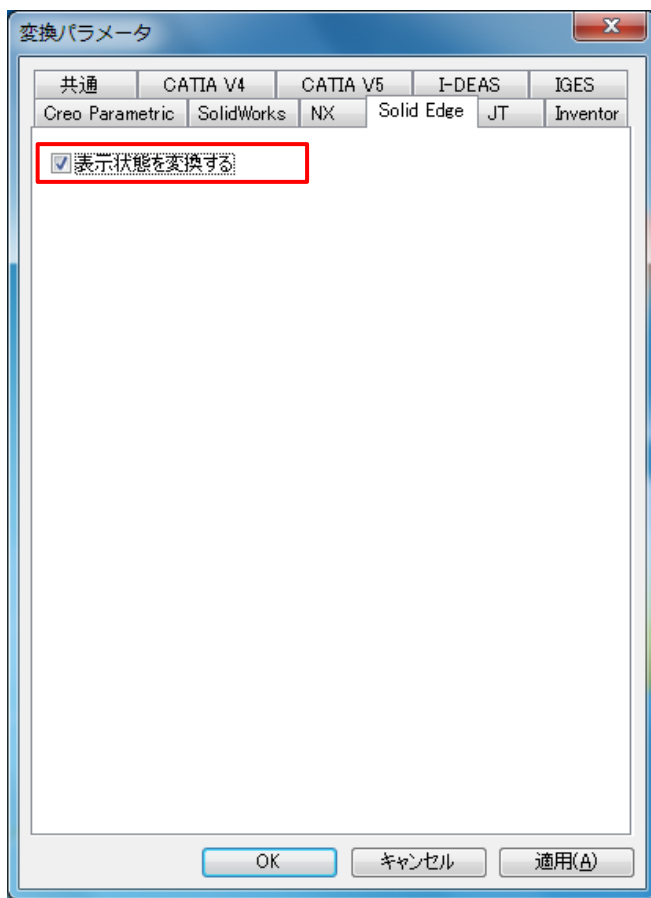 変換パラメータ
共通 CATIA V4 CATIA V5 I-DEAS IGES
Creo Parametric SolidWorks NX Solid Edge JT Inventor
表示状態を変換する
OK キャンセル 適用(A)